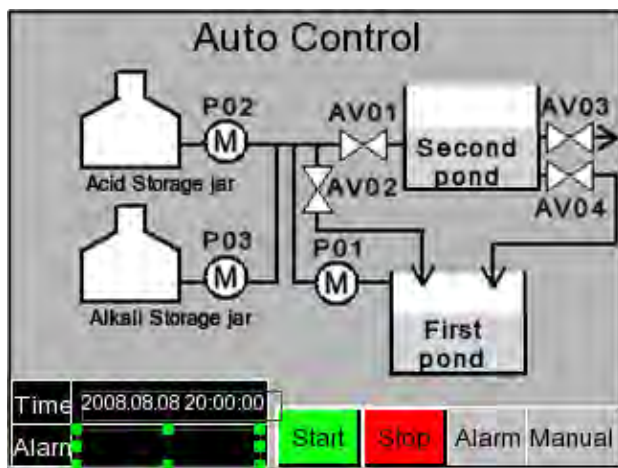 Auto Control
P02
AV01
AV03
M
Second pond
Acid Storage jar
AV02
AV04
P03
P01
M
M
Alkali Storage jar
First pond
Time 2008.08.08 20:00:00
Alarm
Start
Stop
Alarm
Manual